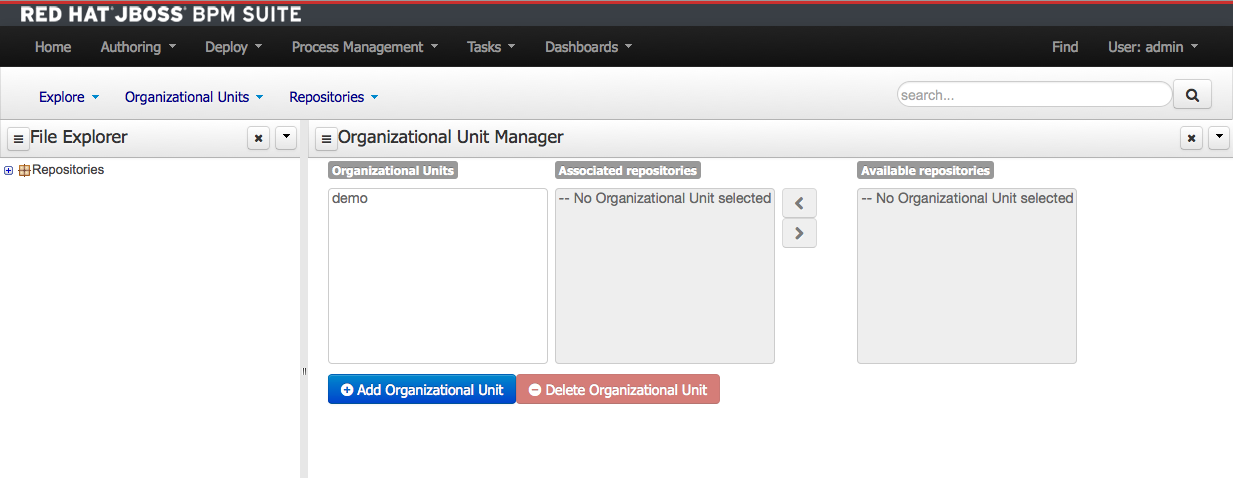 RED HAT JBOSS BPM SUITE
Home Authoring Deploy Process Management Tasks Dashboards Find User: admin
Explore Organizational Units Repositories search...
File Explorer Organizational Unit Manager
Repositories Organizational Units Associated repositories Available repositories
demo -- No Organizational Unit selected -- No Organizational Unit selected
Add Organizational Unit Delete Organizational Unit